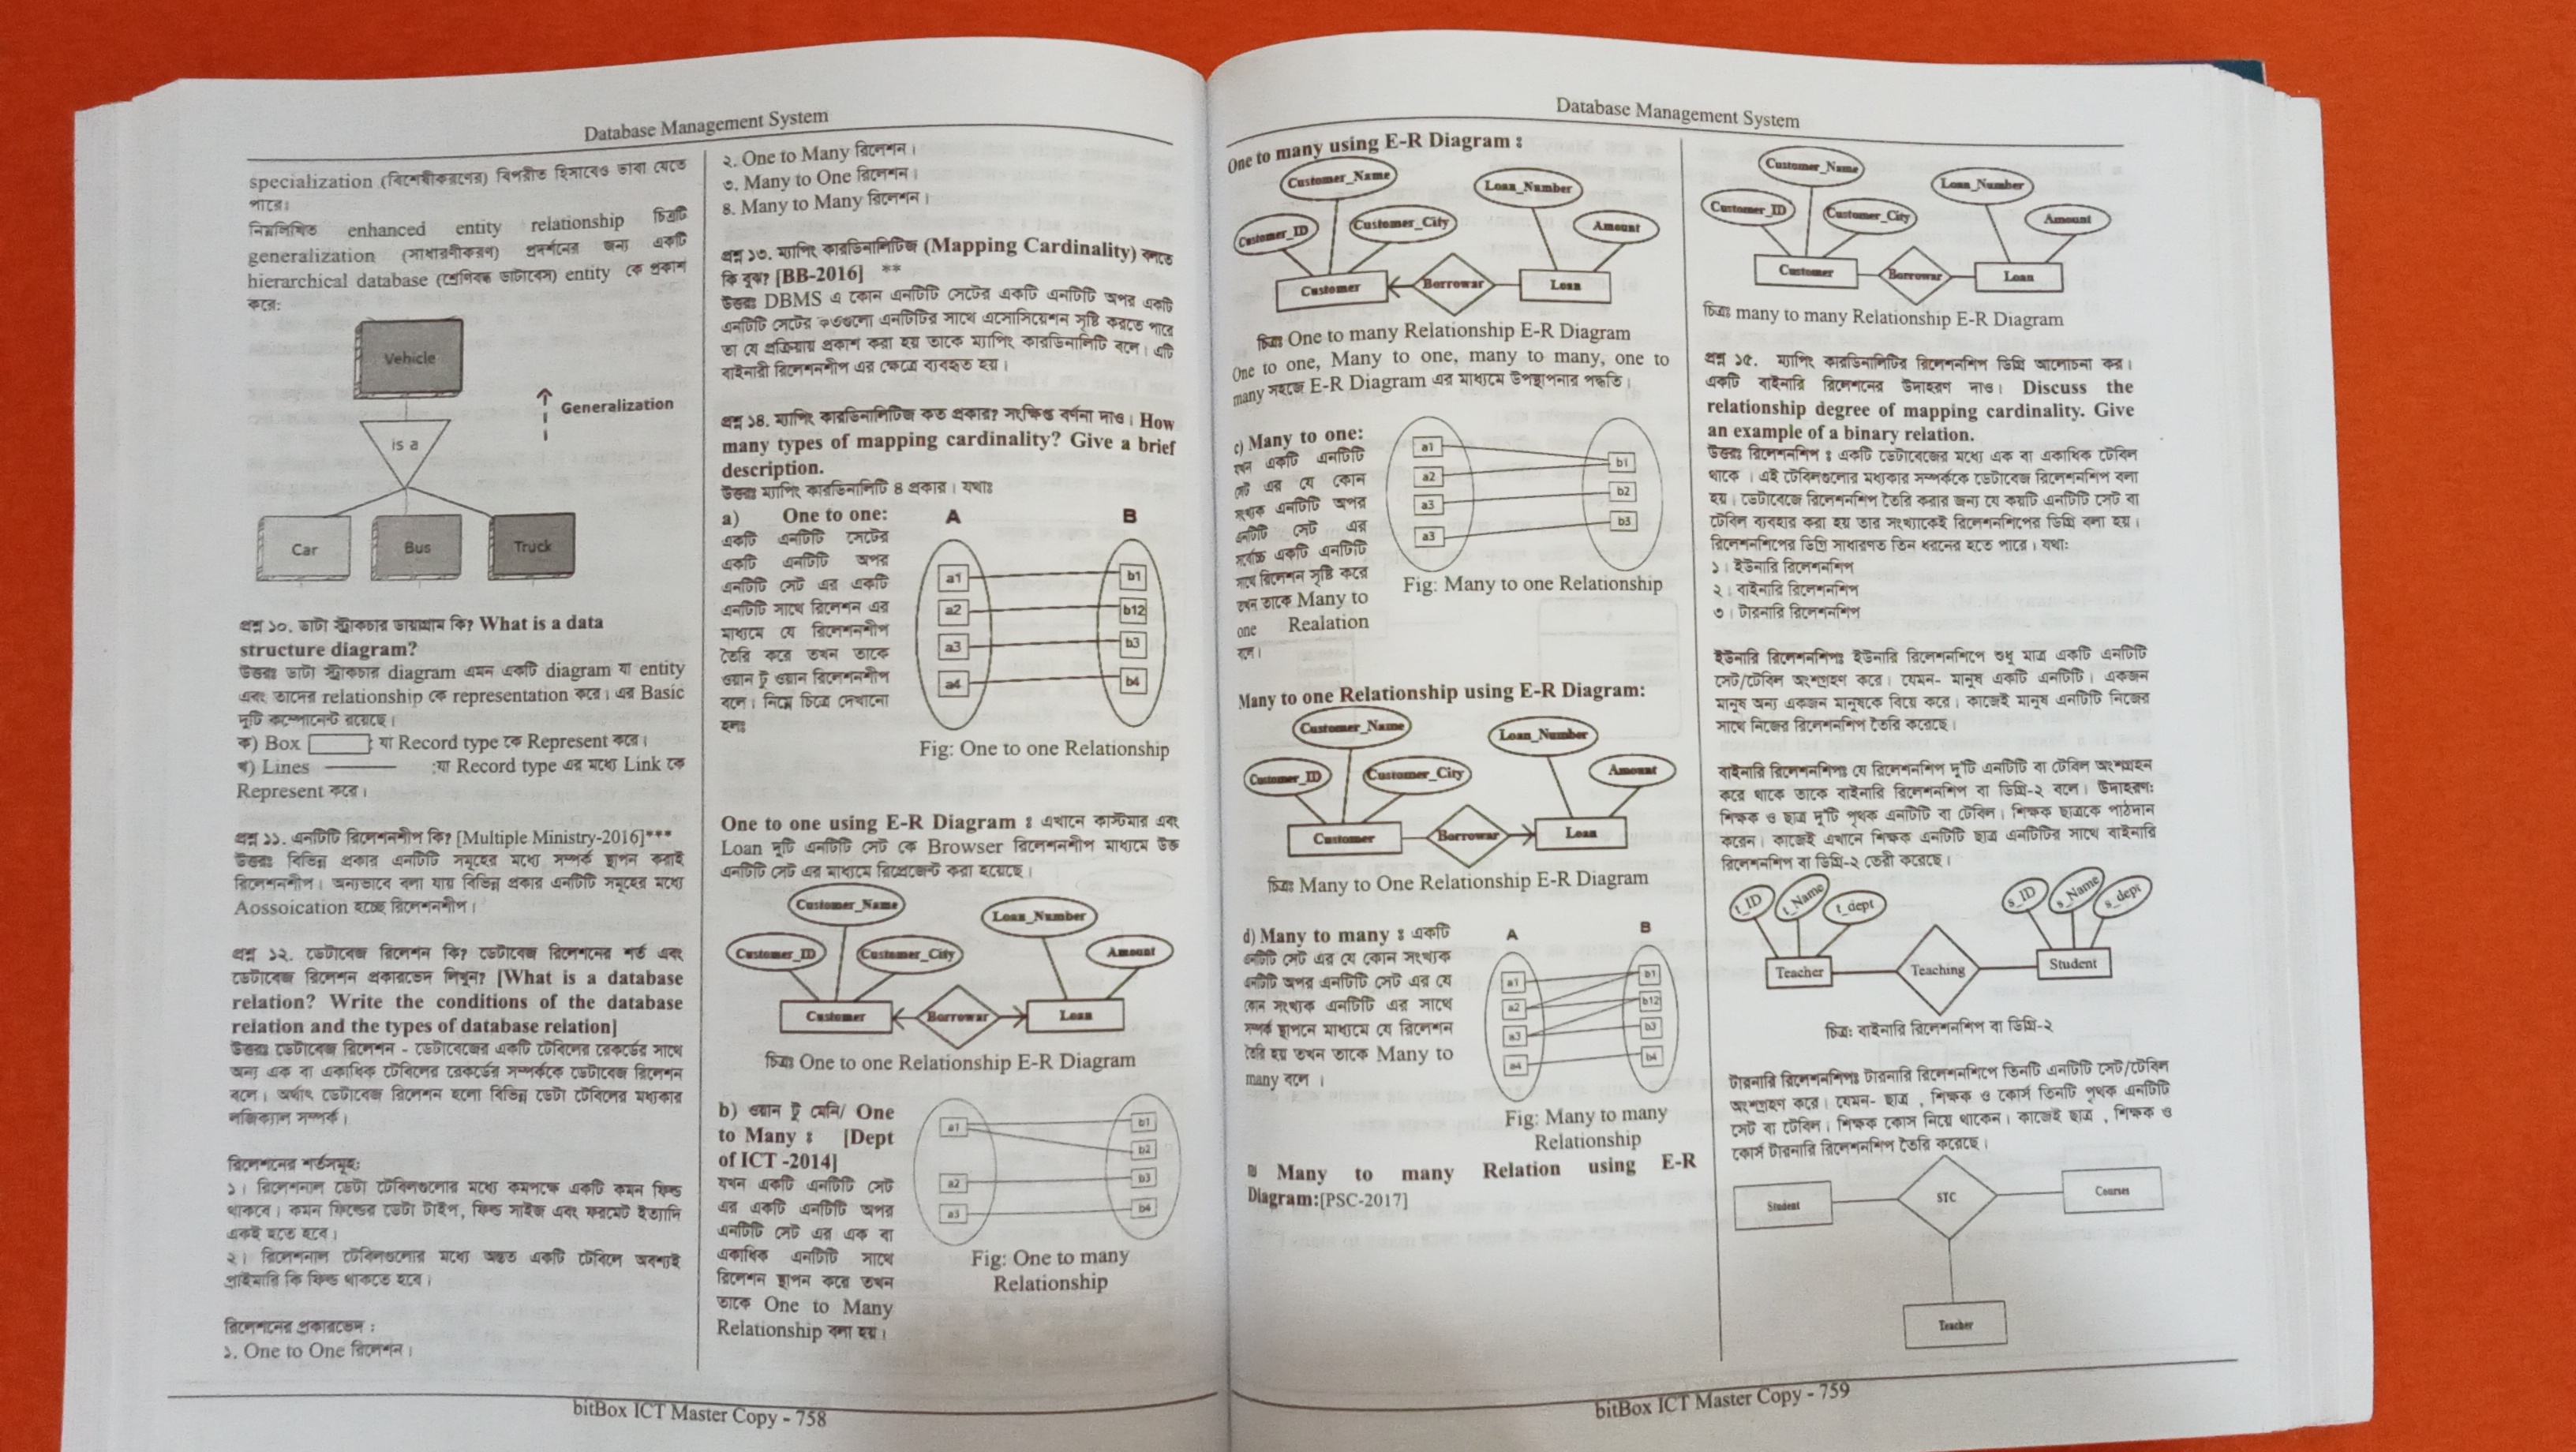 Database Management System
specialization (বিশেষীকরণের) বিপরীত হিসাবেও ভাবা যেতে
পারে।
নিম্নলিখিত enhanced entity relationship চিত্রটি
generalization (সাধারণীকরণ) প্রদর্শনের জন্য একটি
hierarchical database (শ্রেণিবদ্ধ ডাটাবেস) entity কে প্রকাশ
করে:
Vehicle
Generalization
is a
Car
Bus
Truck
প্রশ্ন ১০. ডাটা স্ট্রাকচার ডায়াগ্রাম কি? What is a data
structure diagram?
উত্তরঃ ডাটা স্ট্রাকচার diagram এমন একটি diagram যা entity
এবং তাদের relationship কে representation করে। এর Basic
দুটি কম্পোনেন্ট রয়েছে।
ক) Box : যা Record type কে Represent করে।
খ) Lines :যা Record type এর মধ্যে Link কে
Represent করে।
প্রশ্ন ১১. এনটিটি রিলেশনশীপ কি? [Multiple Ministry-2016]***
উত্তরঃ বিভিন্ন প্রকার এনটিটি সমূহের মধ্যে সম্পর্ক স্থাপন করাই
রিলেশনশীপ। অন্যভাবে বলা যায় বিভিন্ন প্রকার এনটিটি সমূহের মধ্যে
Aossoication হচ্ছে রিলেশনশীপ।
প্রশ্ন ১২. ডেটাবেজ রিলেশন কি? ডেটাবেজ রিলেশনের শর্ত এবং
ডেটাবেজ রিলেশন প্রকারভেদ লিখুন? [What is a database
relation? Write the conditions of the database
relation and the types of database relation]
উত্তরঃ ডেটাবেজ রিলেশন - ডেটাবেজের একটি টেবিলের রেকর্ডের সাথে
অন্য এক বা একাধিক টেবিলের রেকর্ডের সম্পর্ককে ডেটাবেজ রিলেশন
বলে। অর্থাৎ ডেটাবেজ রিলেশন হলো বিভিন্ন ডেটা টেবিলের মধ্যকার
লজিক্যাল সম্পর্ক।
রিলেশনের শর্তসমূহ:
১। রিলেশনাল ডেটা টেবিলগুলোর মধ্যে কমপক্ষে একটি কমন ফিল্ড
থাকবে। কমন ফিল্ডের ডেটা টাইপ, ফিল্ড সাইজ এবং ফরমেট ইত্যাদি
একই হতে হবে।
২। রিলেশনাল টেবিলগুলোর মধ্যে অন্তত একটি টেবিলে অবশ্যই
প্রাইমারি কি ফিল্ড থাকতে হবে।
রিলেশনের প্রকারভেদ :
১. One to One রিলেশন।
২. One to Many রিলেশন।
৩. Many to One রিলেশন।
৪. Many to Many রিলেশন।
প্রশ্ন ১৩. ম্যাপিং কারডিনালিটিজ (Mapping Cardinality) বলতে
কি বুঝ? [BB-2016] **
উত্তরঃ DBMS এ কোন এনটিটি সেটের একটি এনটিটি অপর একটি
এনটিটি সেটের কতগুলো এনটিটির সাথে এসোসিয়েশন সৃষ্টি করতে পারে
তা যে প্রক্রিয়ায় প্রকাশ করা হয় তাকে ম্যাপিং কারডিনালিটি বলে। এটি
বাইনারী রিলেশনশীপ এর ক্ষেত্রে ব্যবহৃত হয়।
প্রশ্ন ১৪. ম্যাপিং কারডিনালিটিজ কত প্রকার? সংক্ষিপ্ত বর্ণনা দাও। How
many types of mapping cardinality? Give a brief
description.
উত্তরঃ ম্যাপিং কারডিনালিটি ৪ প্রকার। যথাঃ
a) One to one:
একটি এনটিটি সেটের
একটি এনটিটি অপর
এনটিটি সেট এর একটি
এনটিটি সাথে রিলেশন এর
মাধ্যমে যে রিলেশনশীপ
তৈরি করে তখন তাকে
ওয়ান টু ওয়ান রিলেশনশীপ
বলে। নিম্নে চিত্রে দেখানো
হলঃ
A B
a1 b1
a2 b12
a3 b3
a4 b4
Fig: One to one Relationship
One to one using E-R Diagram : এখানে কাস্টমার এবং
Loan দুটি এনটিটি সেট কে Browser রিলেশনশীপ মাধ্যমে উক্ত
এনটিটি সেট এর মাধ্যমে রিপ্রেজেন্ট করা হয়েছে।
Customer_Name
Loan_Number
Customer_ID
Customer_City
Amount
Customer
Borrowar
Loan
চিত্রঃ One to one Relationship E-R Diagram
b) ওয়ান টু মেনি/ One
to Many : [Dept
of ICT -2014]
যখন একটি এনটিটি সেট
এর একটি এনটিটি অপর
এনটিটি সেট এর এক বা
একাধিক এনটিটি সাথে
রিলেশন স্থাপন করে তখন
তাকে One to Many
Relationship বলা হয়।
a1 b1
b2
a2 b3
a3 b4
Fig: One to many
Relationship
bitBox ICT Master Copy - 758
Database Management System
One to many using E-R Diagram :
Customer_Name
Loan_Number
Customer_ID
Customer_City
Amount
Customer
Borrowar
Loan
চিত্রঃ One to many Relationship E-R Diagram
One to one, Many to one, many to many, one to
many সহজে E-R Diagram এর মাধ্যমে উপস্থাপনার পদ্ধতি।
c) Many to one:
যখন একটি এনটিটি
সেট এর যে কোন
সংখ্যক এনটিটি অপর
এনটিটি সেট এর
সর্বোচ্চ একটি এনটিটি
সাথে রিলেশন সৃষ্টি করে
তখন তাকে Many to
one Realation
বলে।
a1
a2 b1
a3 b2
a3 b3
Fig: Many to one Relationship
Many to one Relationship using E-R Diagram:
Customer_Name
Loan_Number
Customer_ID
Customer_City
Amount
Customer
Borrowar
Loan
চিত্রঃ Many to One Relationship E-R Diagram
d) Many to many : একটি
এনটিটি সেট এর যে কোন সংখ্যক
এনটিটি অপর এনটিটি সেট এর যে
কোন সংখ্যক এনটিটি এর সাথে
সম্পর্ক স্থাপনে মাধ্যমে যে রিলেশন
তৈরি হয় তখন তাকে Many to
many বলে ।
A B
a1 b1
a2 b12
a3 b3
a4 b4
Fig: Many to many
Relationship
Many to many Relation using E-R
Diagram:[PSC-2017]
Customer_Name
Loan_Number
Customer_ID
Customer_City
Amount
Customer
Borrowar
Loan
চিত্রঃ many to many Relationship E-R Diagram
প্রশ্ন ১৫. ম্যাপিং কারডিনালিটির রিলেশনশিপ ডিগ্রি আলোচনা কর।
একটি বাইনারি রিলেশনের উদাহরণ দাও। Discuss the
relationship degree of mapping cardinality. Give
an example of a binary relation.
উত্তরঃ রিলেশনশিপ : একটি ডেটাবেজের মধ্যে এক বা একাধিক টেবিল
থাকে । এই টেবিলগুলোর মধ্যকার সম্পর্ককে ডেটাবেজ রিলেশনশিপ বলা
হয়। ডেটাবেজে রিলেশনশিপ তৈরি করার জন্য যে কয়টি এনটিটি সেট বা
টেবিল ব্যবহার করা হয় তার সংখ্যাকেই রিলেশনশিপের ডিগ্রি বলা হয়।
রিলেশনশিপের ডিগ্রি সাধারণত তিন ধরনের হতে পারে। যথা:
১। ইউনারি রিলেশনশিপ
২। বাইনারি রিলেশনশিপ
৩। টারনারি রিলেশনশিপ
ইউনারি রিলেশনশিপঃ ইউনারি রিলেশনশিপে শুধু মাত্র একটি এনটিটি
সেট/টেবিল অংশগ্রহণ করে। যেমন- মানুষ একটি এনটিটি। একজন
মানুষ অন্য একজন মানুষকে বিয়ে করে। কাজেই মানুষ এনটিটি নিজের
সাথে নিজের রিলেশনশিপ তৈরি করেছে।
বাইনারি রিলেশনশিপঃ যে রিলেশনশিপ দু'টি এনটিটি বা টেবিল অংশগ্রহন
করে থাকে তাকে বাইনারি রিলেশনশিপ বা ডিগ্রি-২ বলে। উদাহরণ:
শিক্ষক ও ছাত্র দু'টি পৃথক এনটিটি বা টেবিল। শিক্ষক ছাত্রকে পাঠদান
করেন। কাজেই এখানে শিক্ষক এনটিটি ছাত্র এনটিটির সাথে বাইনারি
রিলেশনশিপ বা ডিগ্রি-২ তেরী করেছে।
t_ID t_Name t_dept s_ID s_Name s_dept
Teacher
Teaching
Student
চিত্র: বাইনারি রিলেশনশিপ বা ডিগ্রি-২
টারনারি রিলেশনশিপঃ টারনারি রিলেশনশিপে তিনটি এনটিটি সেট/টেবিল
অংশগ্রহণ করে। যেমন- ছাত্র , শিক্ষক ও কোর্স তিনটি পৃথক এনটিটি
সেট বা টেবিল। শিক্ষক কোস নিয়ে থাকেন। কাজেই ছাত্র , শিক্ষক ও
কোর্স টারনারি রিলেশনশিপ তৈরি করেছে।
Student
STC
Courses
Teacher
bitBox ICT Master Copy - 759